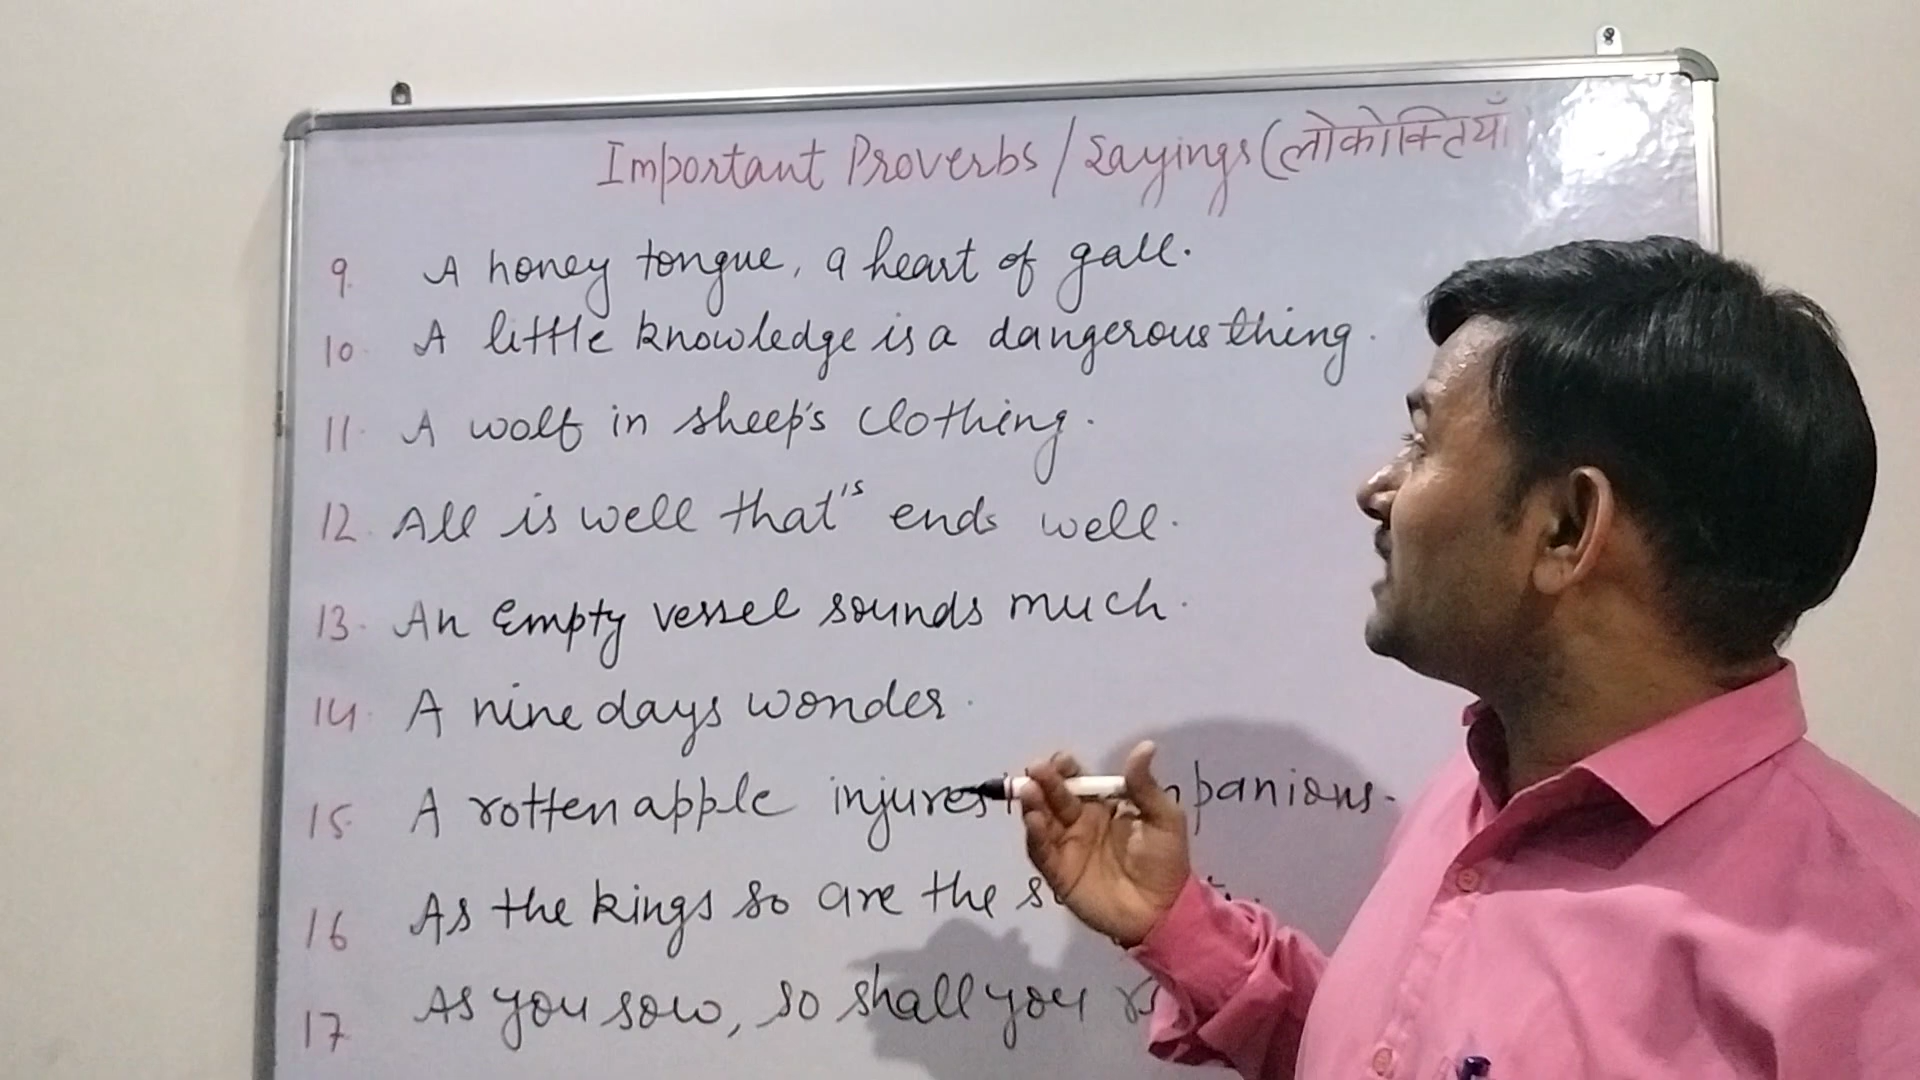 Important Proverbs / Sayings (लोकोक्तियाँ
9. A honey tongue, a heart of gall.
10. A little knowledge is a dangerous thing.
11. A wolf in sheep's clothing.
12. All is well that's ends well.
13. An Empty vessel sounds much.
14. A nine days wonder.
15. A rotten apple injures
16 As the kings so are the
17 As you sow, so shall you